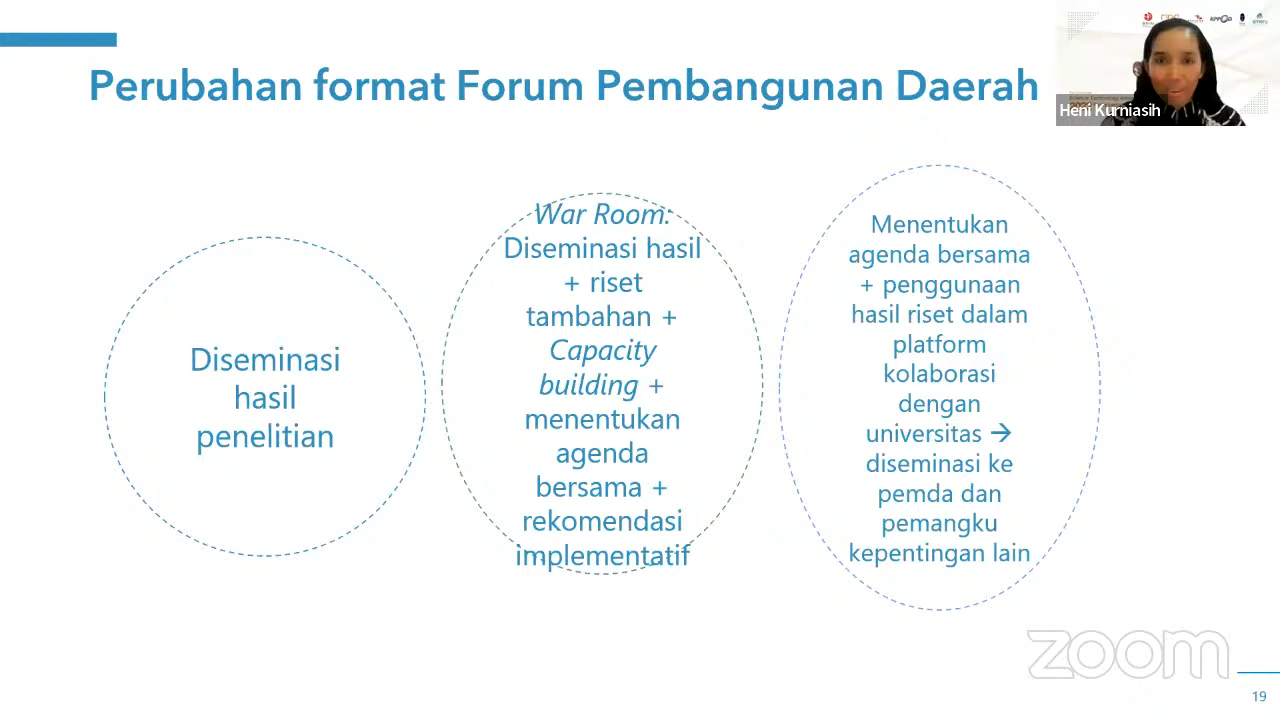 Perubahan format Forum Pembangunan Daerah
Heni Kurniasih
Diseminasi
hasil
penelitian
War Room:
Diseminasi hasil
+ riset
tambahan +
Capacity
building +
menentukan
agenda
bersama +
rekomendasi
implementatif
Menentukan
agenda bersama
+ penggunaan
hasil riset dalam
platform
kolaborasi
dengan
universitas →
diseminasi ke
pemda dan
pemangku
kepentingan lain
zoom
19